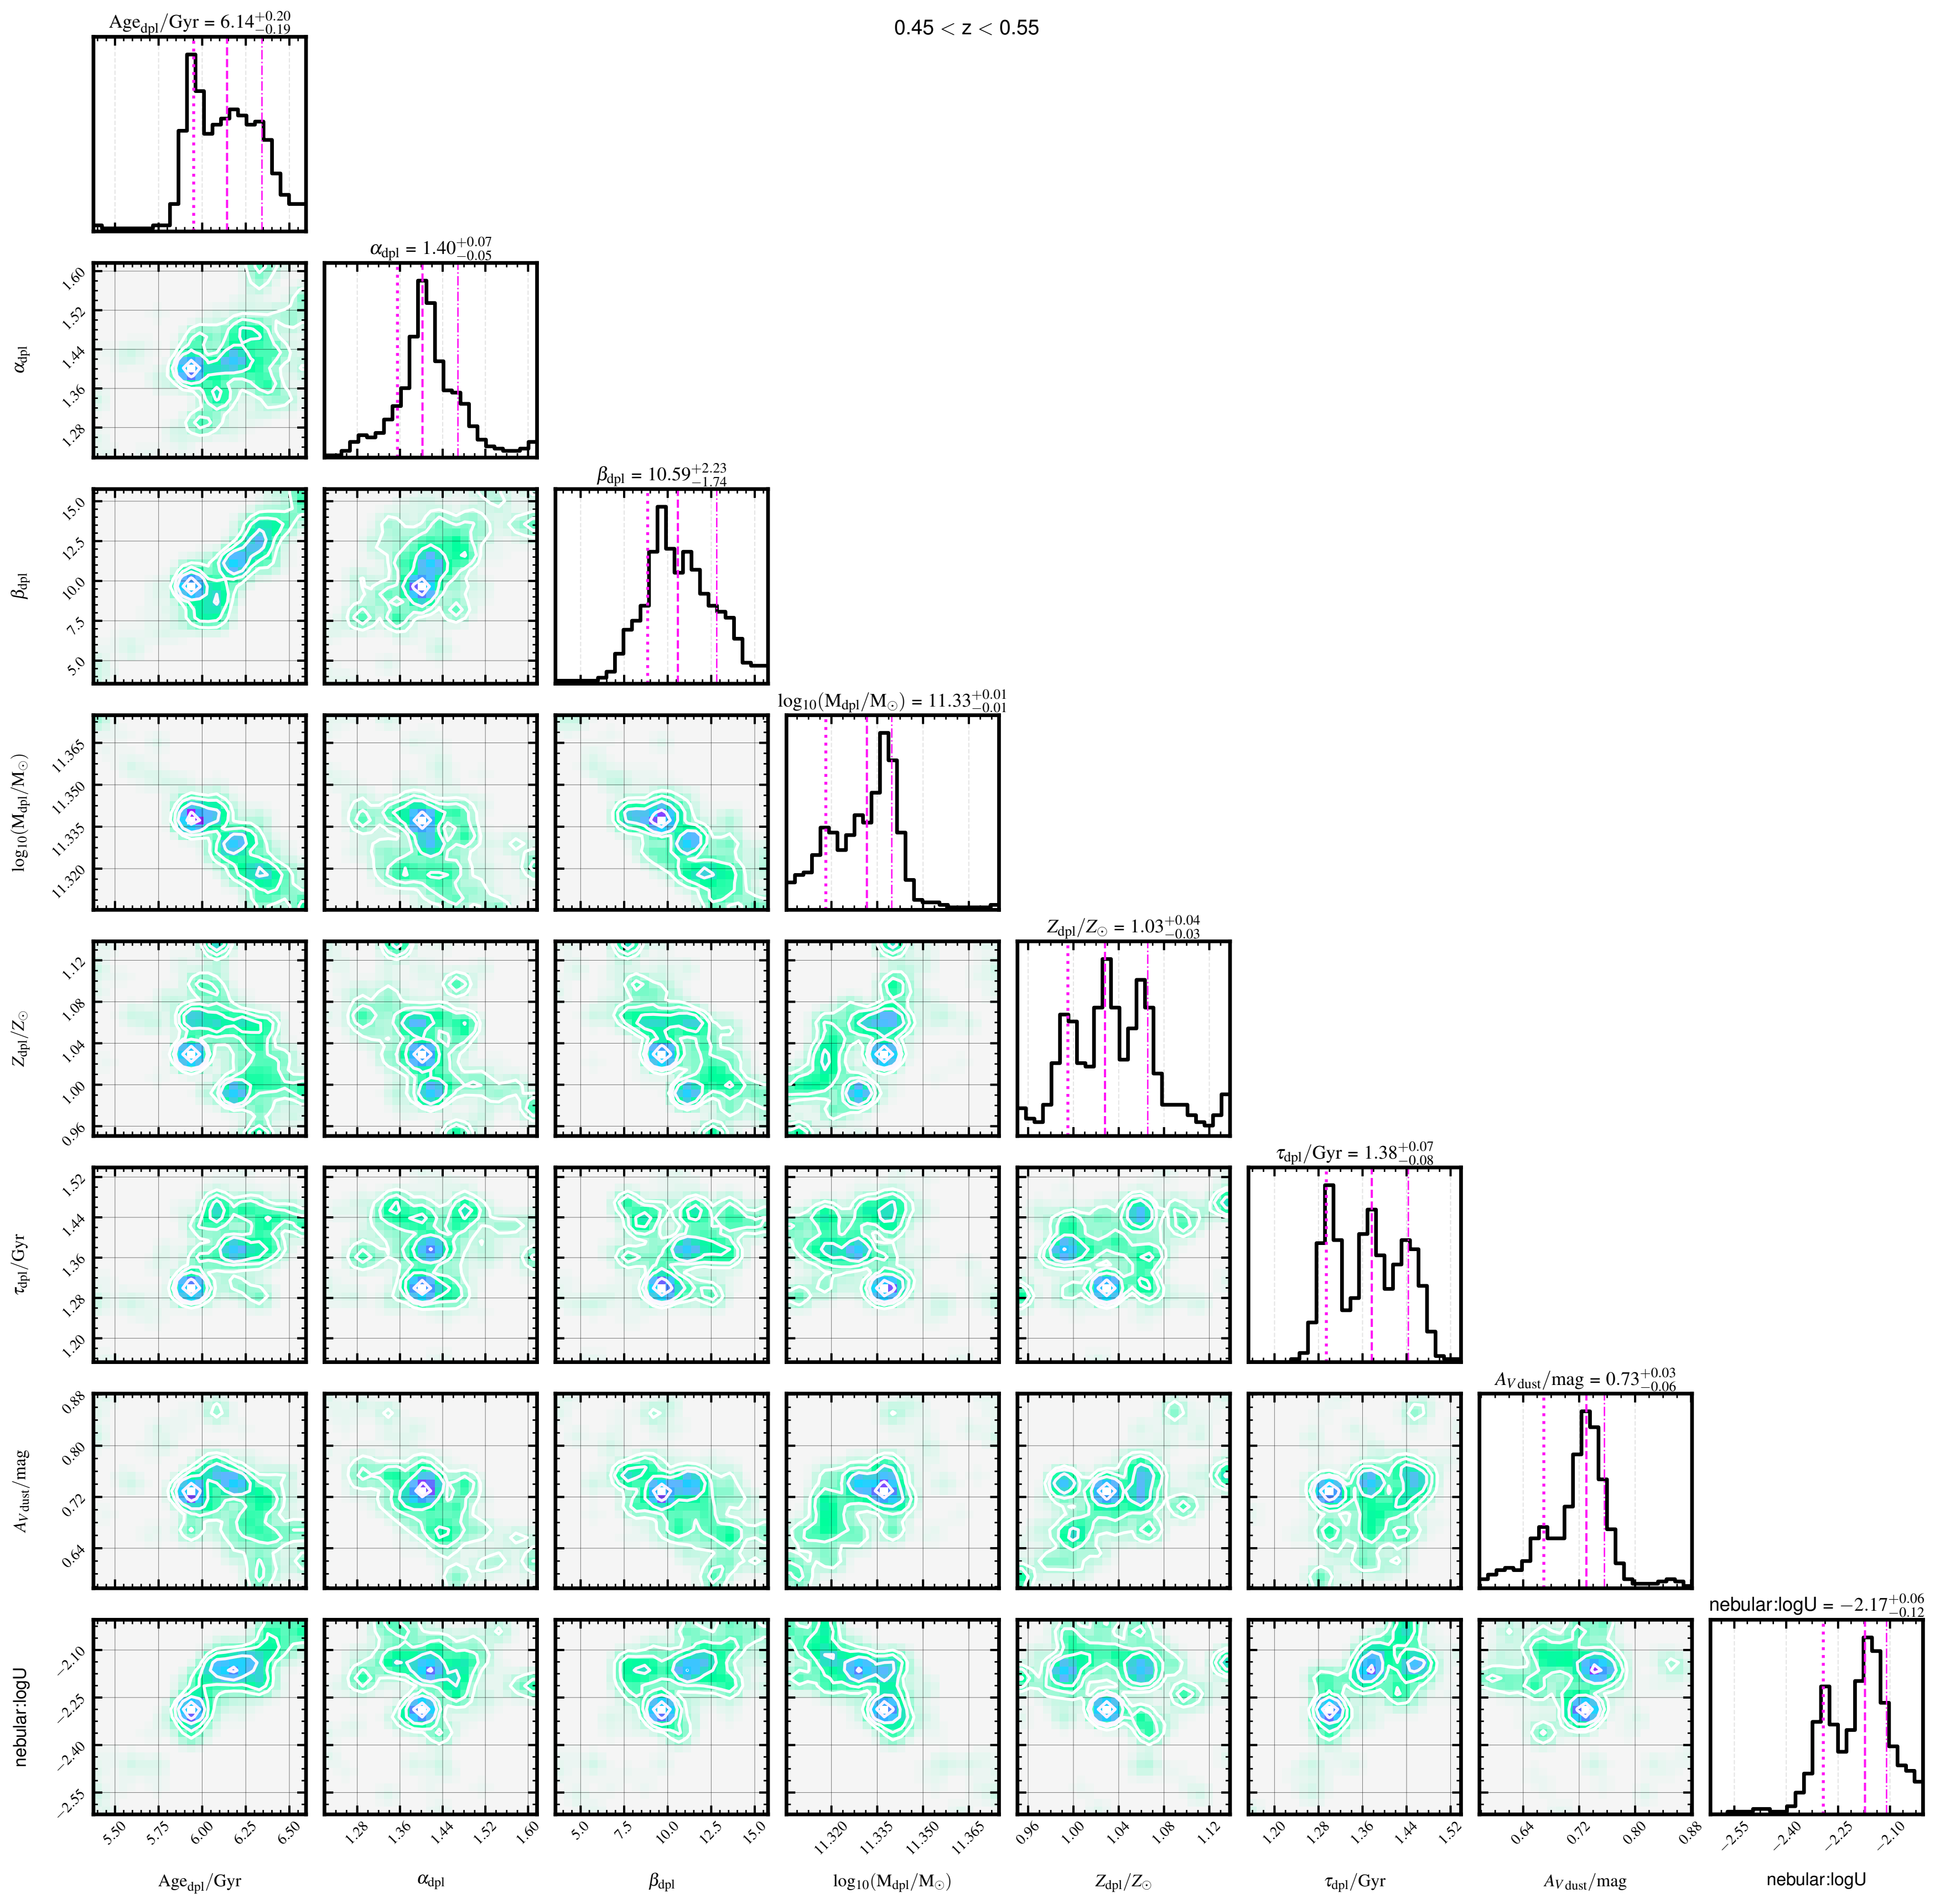 0.45 < z < 0.55
Age_dpl/Gyr = 6.14^{+0.20}_{−0.19}
α_dpl = 1.40^{+0.07}_{−0.05}
1.60
1.52
1.44
1.36
1.28
α_dpl
β_dpl = 10.59^{+2.23}_{−1.74}
15.0
12.5
10.0
7.5
5.0
β_dpl
log₁₀(M_dpl/M_⊙) = 11.33^{+0.01}_{−0.01}
11.365
11.350
11.335
11.320
log₁₀(M_dpl/M_⊙)
Z_dpl/Z_⊙ = 1.03^{+0.04}_{−0.03}
1.12
1.08
1.04
1.00
0.96
Z_dpl/Z_⊙
τ_dpl/Gyr = 1.38^{+0.07}_{−0.08}
1.52
1.44
1.36
1.28
1.20
τ_dpl/Gyr
A_{V dust}/mag = 0.73^{+0.03}_{−0.06}
0.88
0.80
0.72
0.64
A_{V dust}/mag
nebular:logU = −2.17^{+0.06}_{−0.12}
−2.10
−2.25
−2.40
−2.55
nebular:logU
5.50 5.75 6.00 6.25 6.50 1.28 1.36 1.44 1.52 1.60 5.0 7.5 10.0 12.5 15.0 11.320 11.335 11.350 11.365 0.96 1.00 1.04 1.08 1.12 1.20 1.28 1.36 1.44 1.52 0.64 0.72 0.80 0.88 −2.55 −2.40 −2.25 −2.10
Age_dpl/Gyr α_dpl β_dpl log₁₀(M_dpl/M_⊙) Z_dpl/Z_⊙ τ_dpl/Gyr A_{V dust}/mag nebular:logU